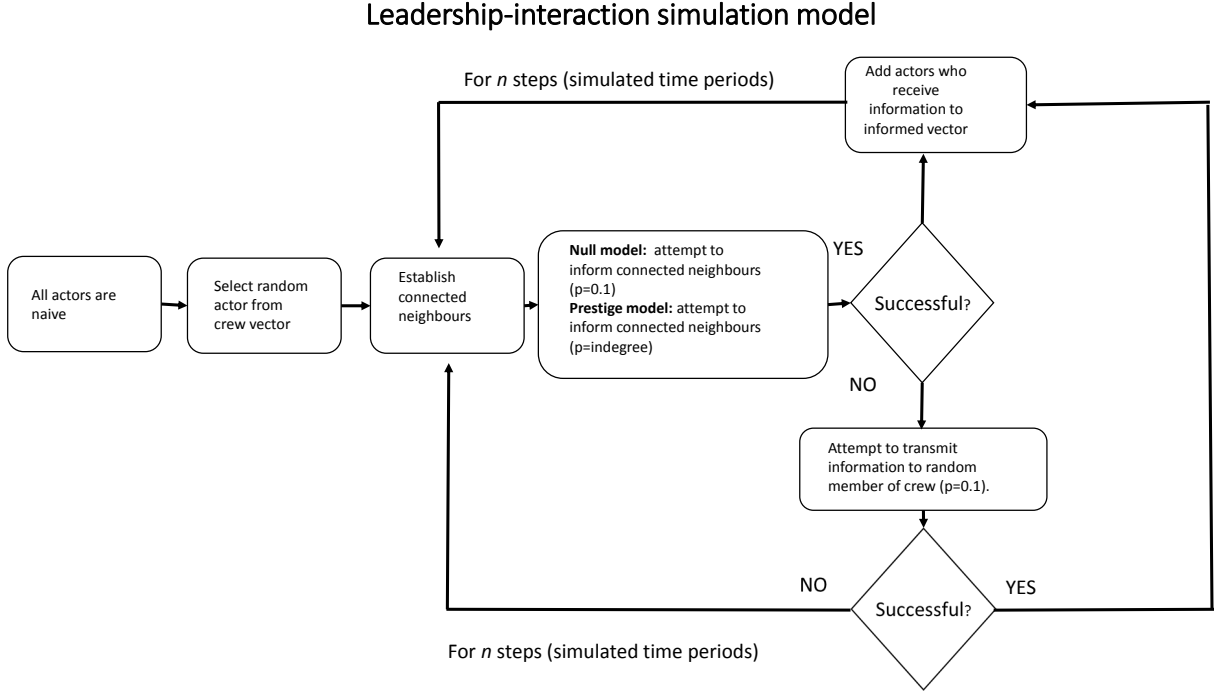 Leadership-interaction simulation model
For n steps (simulated time periods)
Add actors who
receive
information to
informed vector
All actors are
naive
Select random
actor from
crew vector
Establish
connected
neighbours
Null model: attempt to
inform connected neighbours
(p=0.1)
Prestige model: attempt to
inform connected neighbours
(p=indegree)
YES
Successful?
NO
Attempt to transmit
information to random
member of crew (p=0.1).
NO
Successful?
YES
For n steps (simulated time periods)